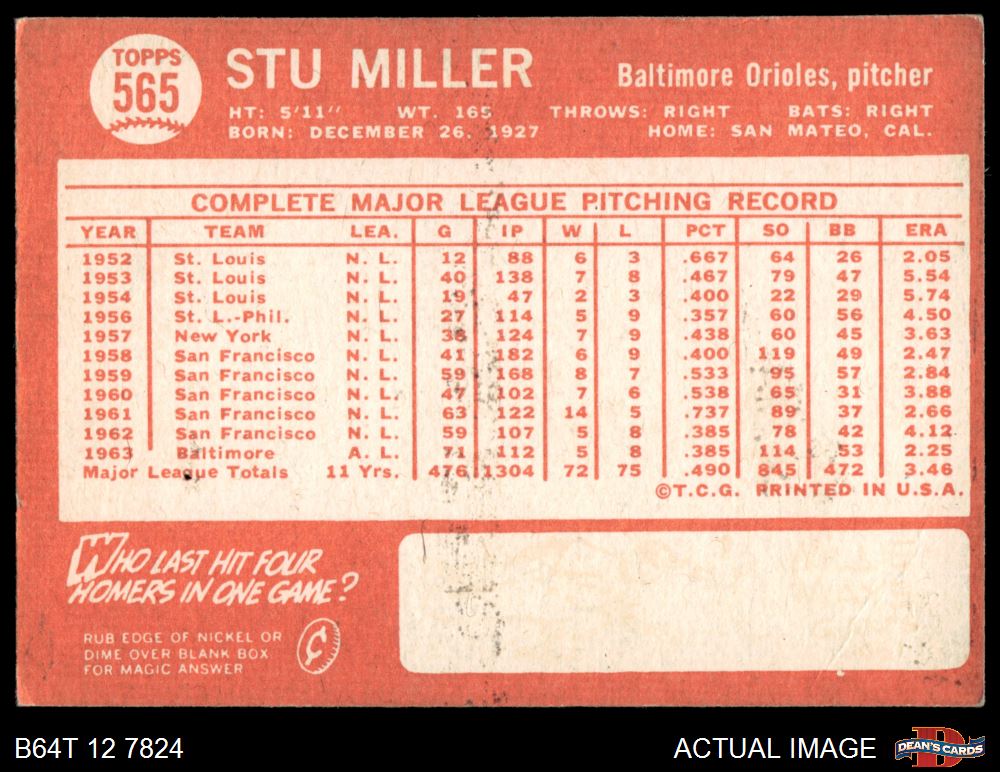 TOPPS
565
STU MILLER
Baltimore Orioles, pitcher
HT: 5'11" WT. 165 THROWS: RIGHT BATS: RIGHT
BORN: DECEMBER 26, 1927 HOME: SAN MATEO, CAL.
COMPLETE MAJOR LEAGUE PITCHING RECORD
YEAR TEAM LEA. G IP W L PCT SO BB ERA
1952 St. Louis N. L. 12 88 6 3 .667 64 26 2.05
1953 St. Louis N. L. 40 138 7 8 .467 79 47 5.54
1954 St. Louis N. L. 19 47 2 3 .400 22 29 5.74
1956 St. L.-Phil. N. L. 27 114 5 9 .357 60 56 4.50
1957 New York N. L. 38 124 7 9 .438 60 45 3.63
1958 San Francisco N. L. 41 182 6 9 .400 119 49 2.47
1959 San Francisco N. L. 59 168 8 7 .533 95 57 2.84
1960 San Francisco N. L. 47 102 7 6 .538 65 31 3.88
1961 San Francisco N. L. 63 122 14 5 .737 89 37 2.66
1962 San Francisco N. L. 59 107 5 8 .385 78 42 4.12
1963 Baltimore A. L. 71 112 5 8 .385 114 53 2.25
Major League Totals 11 Yrs. 476 1304 72 75 .490 845 472 3.46
©T.C.G. PRINTED IN U.S.A.
WHO LAST HIT FOUR
HOMERS IN ONE GAME?
RUB EDGE OF NICKEL OR
DIME OVER BLANK BOX
FOR MAGIC ANSWER
¢
B64T 12 7824
ACTUAL IMAGE
D
DEAN'S CARDS